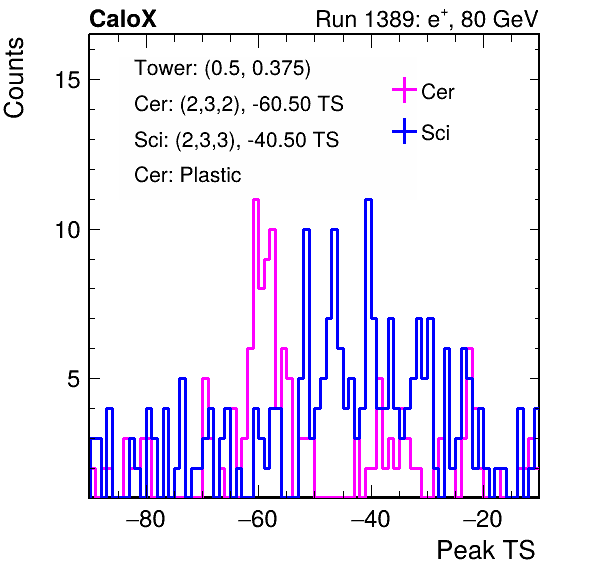 CaloX Run 1389: e⁺, 80 GeV
Counts
Tower: (0.5, 0.375)
Cer: (2,3,2), -60.50 TS
Sci: (2,3,3), -40.50 TS
Cer: Plastic
Cer
Sci
15
10
5
−80 −60 −40 −20
Peak TS